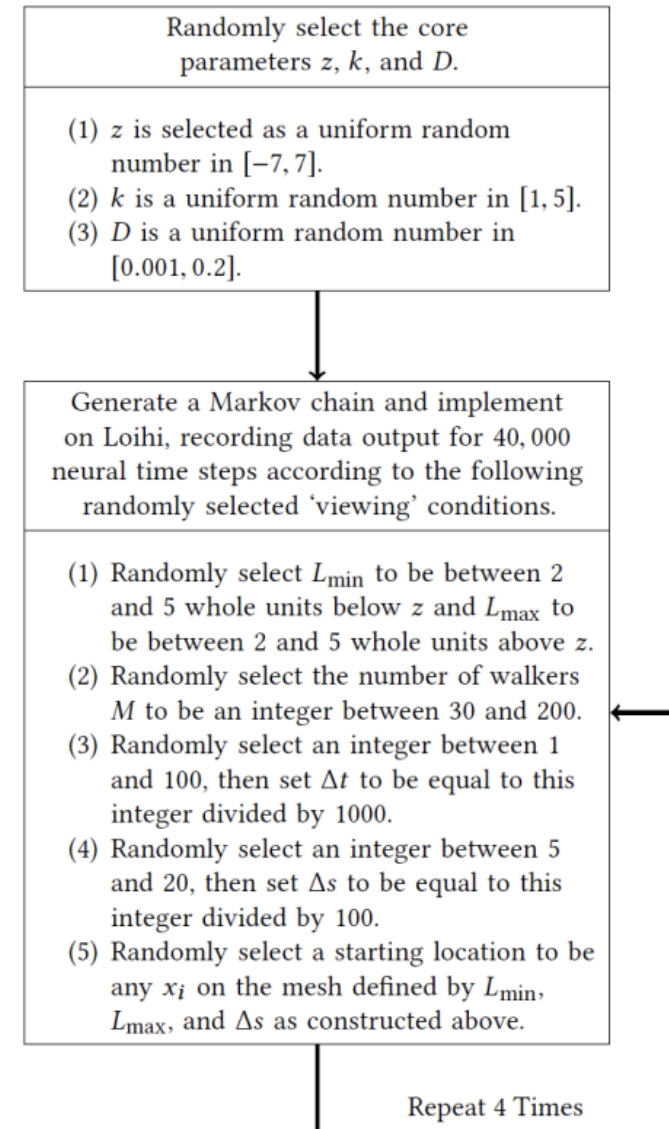 Randomly select the core
parameters z, k, and D.
(1) z is selected as a uniform random
number in [−7, 7].
(2) k is a uniform random number in [1, 5].
(3) D is a uniform random number in
[0.001, 0.2].
Generate a Markov chain and implement
on Loihi, recording data output for 40, 000
neural time steps according to the following
randomly selected ‘viewing’ conditions.
(1) Randomly select Lmin to be between 2
and 5 whole units below z and Lmax to
be between 2 and 5 whole units above z.
(2) Randomly select the number of walkers
M to be an integer between 30 and 200.
(3) Randomly select an integer between 1
and 100, then set Δt to be equal to this
integer divided by 1000.
(4) Randomly select an integer between 5
and 20, then set Δs to be equal to this
integer divided by 100.
(5) Randomly select a starting location to be
any xi on the mesh defined by Lmin,
Lmax, and Δs as constructed above.
Repeat 4 Times